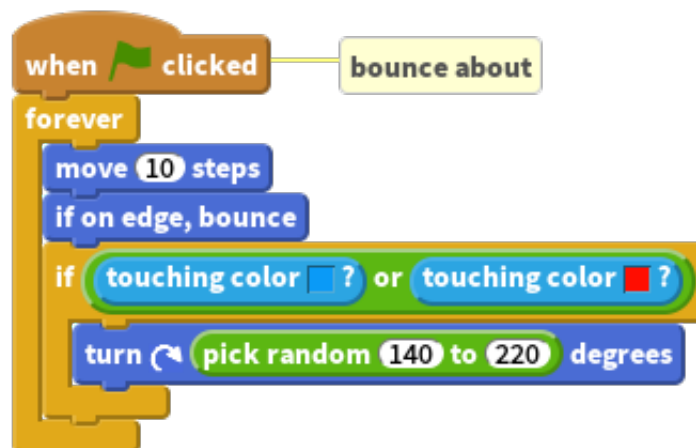 when clicked
bounce about
forever
move 10 steps
if on edge, bounce
if touching color ? or touching color ?
turn pick random 140 to 220 degrees